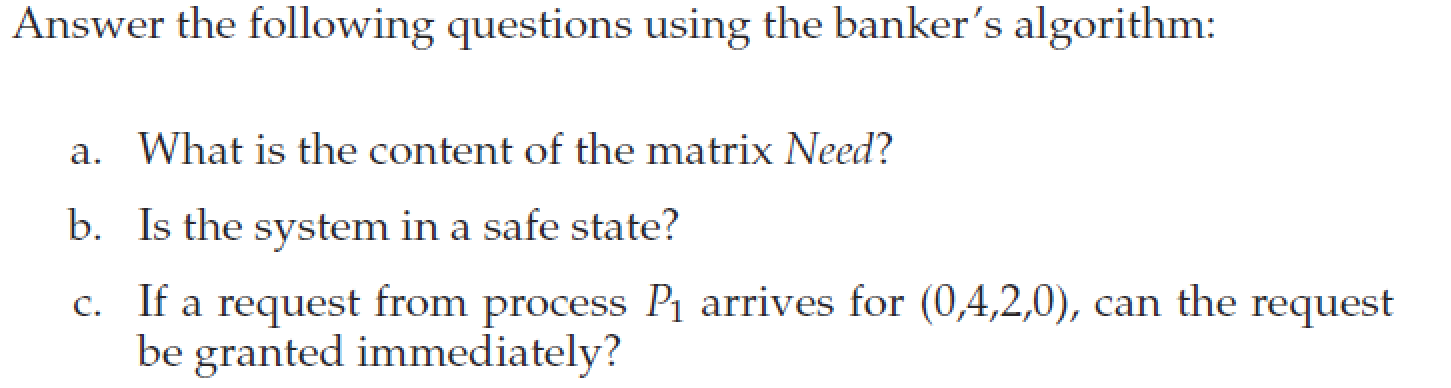 Answer the following questions using the banker’s algorithm:
a. What is the content of the matrix Need?
b. Is the system in a safe state?
c. If a request from process P1 arrives for (0,4,2,0), can the request
be granted immediately?